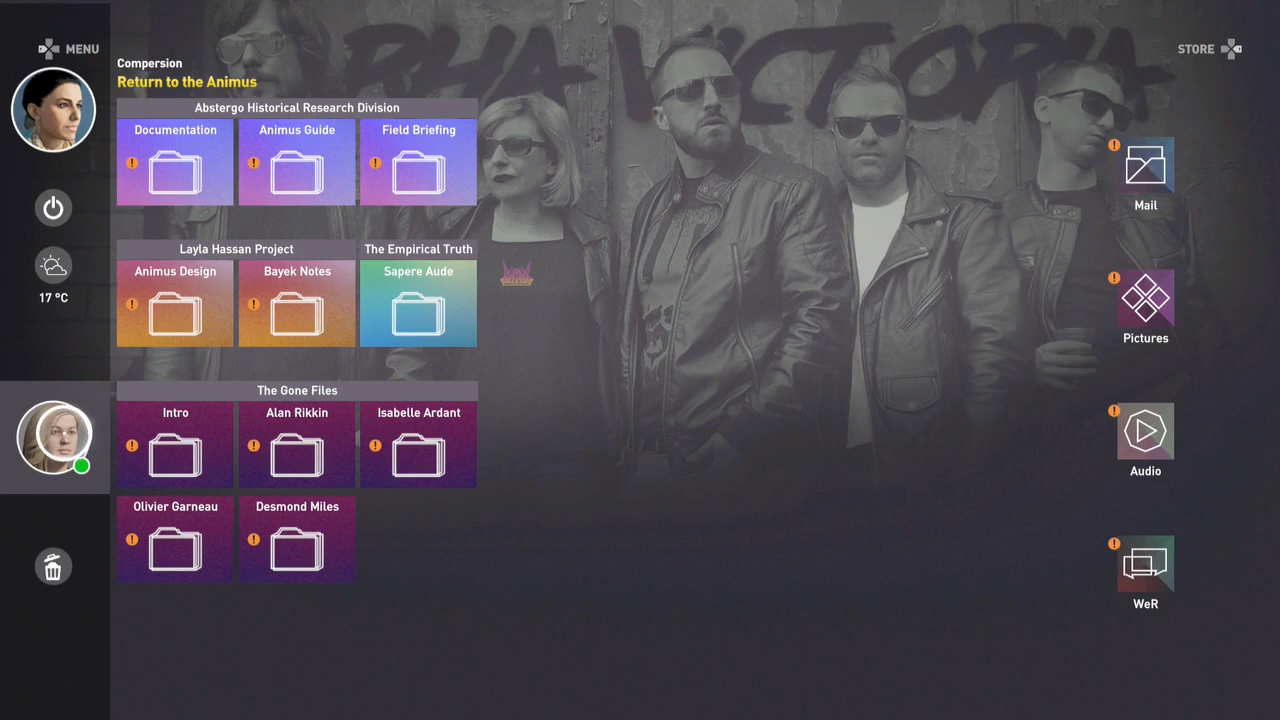 MENU
STORE
Compersion
Return to the Animus
Abstergo Historical Research Division
Documentation
Animus Guide
Field Briefing
Layla Hassan Project
The Empirical Truth
Animus Design
Bayek Notes
Sapere Aude
17 °C
The Gone Files
Intro
Alan Rikkin
Isabelle Ardant
Olivier Garneau
Desmond Miles
Mail
Pictures
Audio
WeR